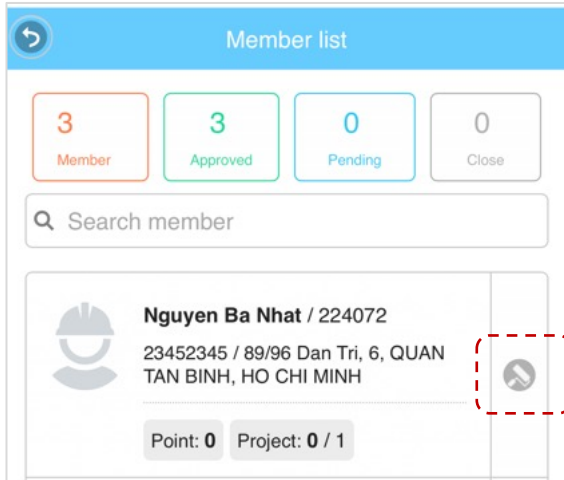 Member list
3
Member
3
Approved
0
Pending
0
Close
Search member
Nguyen Ba Nhat / 224072
23452345 / 89/96 Dan Tri, 6, QUAN
TAN BINH, HO CHI MINH
Point: 0 Project: 0 / 1